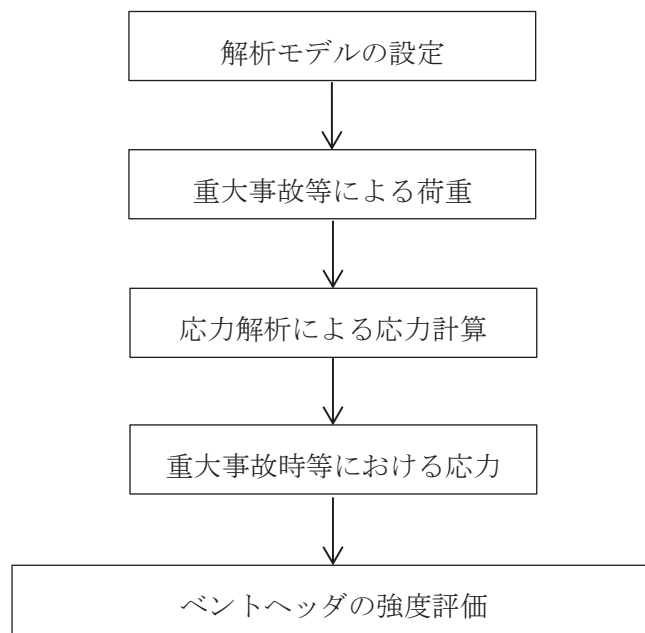 解析モデルの設定
重大事故等による荷重
応力解析による応力計算
重大事故時等における応力
ベントヘッダの強度評価